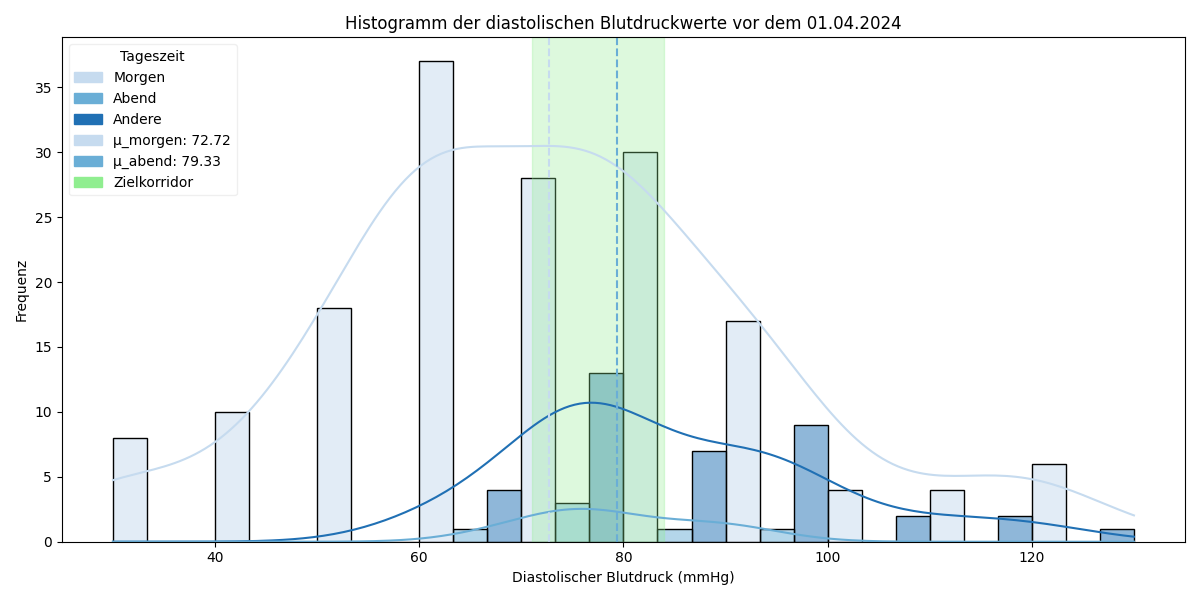 Histogramm der diastolischen Blutdruckwerte vor dem 01.04.2024
Tageszeit
Morgen
Abend
Andere
μ_morgen: 72.72
μ_abend: 79.33
Zielkorridor
Frequenz
35
30
25
20
15
10
5
0
40 60 80 100 120
Diastolischer Blutdruck (mmHg)